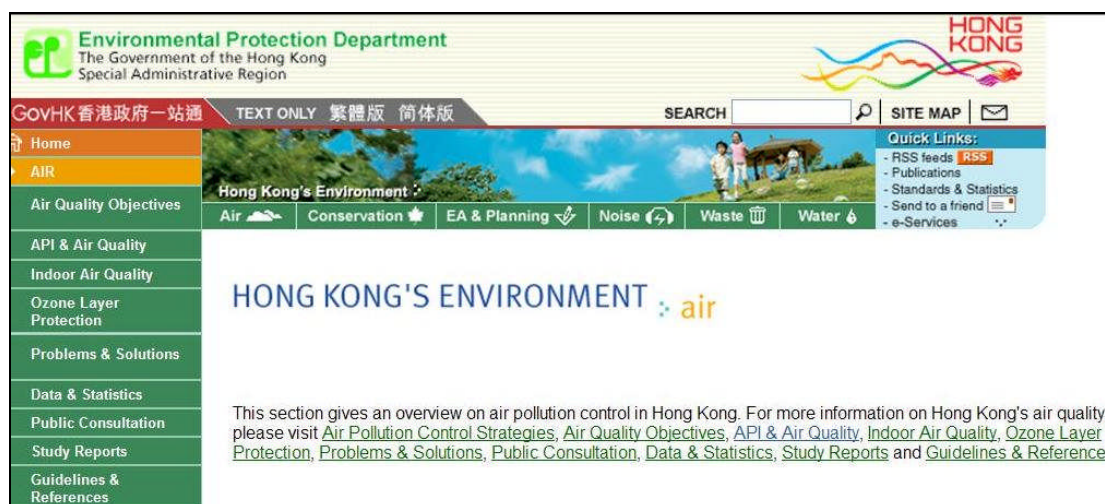 Environmental Protection Department
The Government of the Hong Kong
Special Administrative Region
HONG
KONG
GovHK 香港政府一站通
TEXT ONLY 繁體版 简体版
SEARCH
SITE MAP
Home
AIR
Air Quality Objectives
API & Air Quality
Indoor Air Quality
Ozone Layer
Protection
Problems & Solutions
Data & Statistics
Public Consultation
Study Reports
Guidelines &
References
Hong Kong's Environment
Air
Conservation
EA & Planning
Noise
Waste
Water
Quick Links:
- RSS feeds RSS
- Publications
- Standards & Statistics
- Send to a friend
- e-Services
HONG KONG'S ENVIRONMENT : air
This section gives an overview on air pollution control in Hong Kong. For more information on Hong Kong's air quality
please visit Air Pollution Control Strategies, Air Quality Objectives, API & Air Quality, Indoor Air Quality, Ozone Layer
Protection, Problems & Solutions, Public Consultation, Data & Statistics, Study Reports and Guidelines & Reference